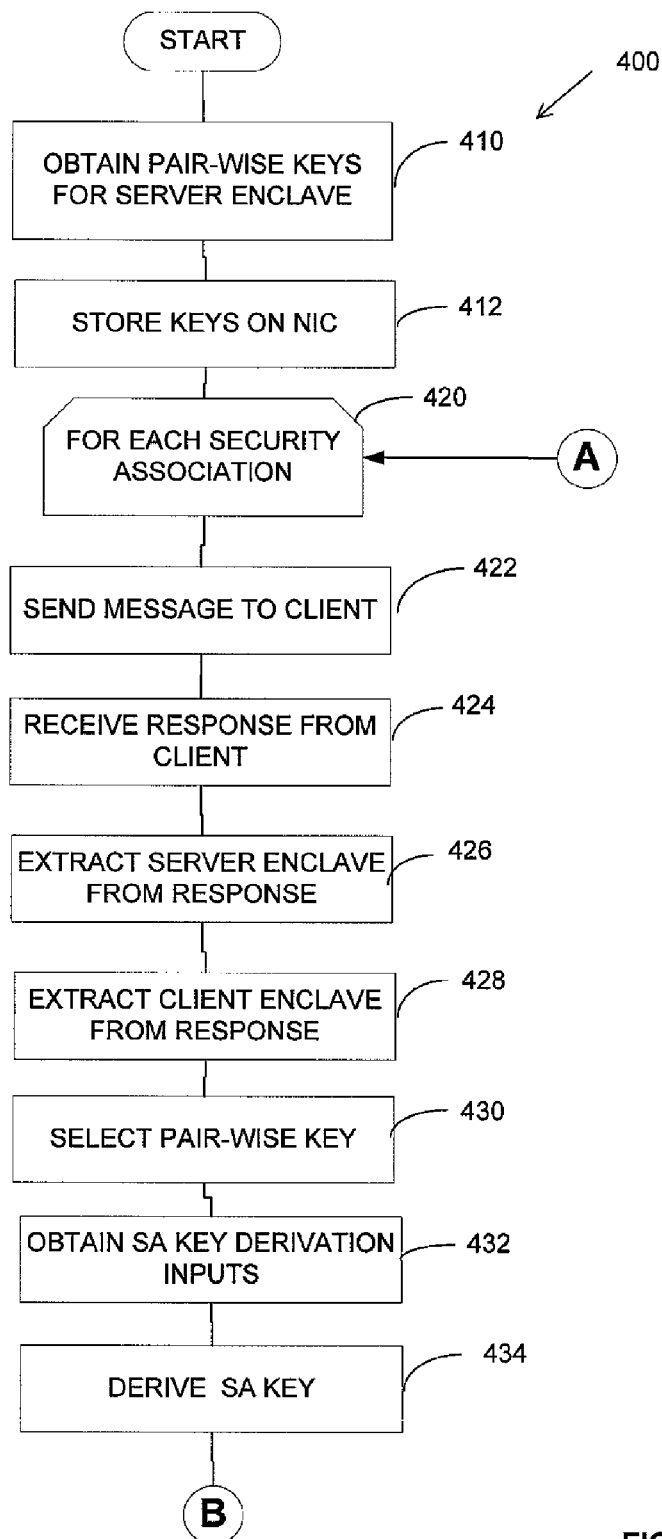 START
400
OBTAIN PAIR-WISE KEYS
FOR SERVER ENCLAVE
410
STORE KEYS ON NIC
412
420
FOR EACH SECURITY
ASSOCIATION
A
422
SEND MESSAGE TO CLIENT
424
RECEIVE RESPONSE FROM
CLIENT
426
EXTRACT SERVER ENCLAVE
FROM RESPONSE
428
EXTRACT CLIENT ENCLAVE
FROM RESPONSE
430
SELECT PAIR-WISE KEY
432
OBTAIN SA KEY DERIVATION
INPUTS
434
DERIVE SA KEY
B